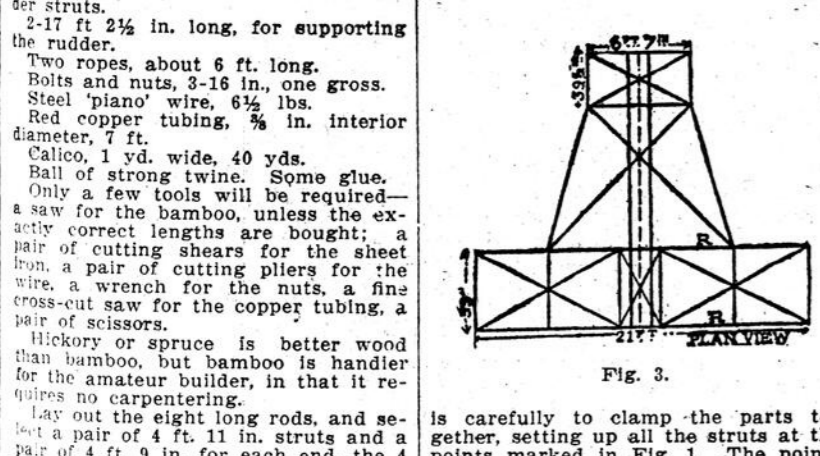 der struts.
2-17 ft 2½ in. long, for supporting
the rudder.
Two ropes, about 6 ft. long.
Bolts and nuts, 3-16 in., one gross.
Steel 'piano' wire, 6½ lbs.
Red copper tubing, ⅝ in. interior
diameter, 7 ft.
Calico, 1 yd. wide, 40 yds.
Ball of strong twine. Some glue.
Only a few tools will be required—
a saw for the bamboo, unless the ex-
actly correct lengths are bought; a
pair of cutting shears for the sheet
iron, a pair of cutting pliers for the
wire, a wrench for the nuts, a fine
cross-cut saw for the copper tubing, a
pair of scissors.
Hickory or spruce is better wood
than bamboo, but bamboo is handier
for the amateur builder, in that it re-
quires no carpentering.
Lay out the eight long rods, and se-
lect a pair of 4 ft. 11 in. struts and a
pair of 4 ft. 9 in. for each end, the 4
6 FT. 7 IN
R
R
21 FT
PLAN VIEW
Fig. 3.
is carefully to clamp the parts t
gether, setting up all the struts at t
points marked in Fig. 1. The poin